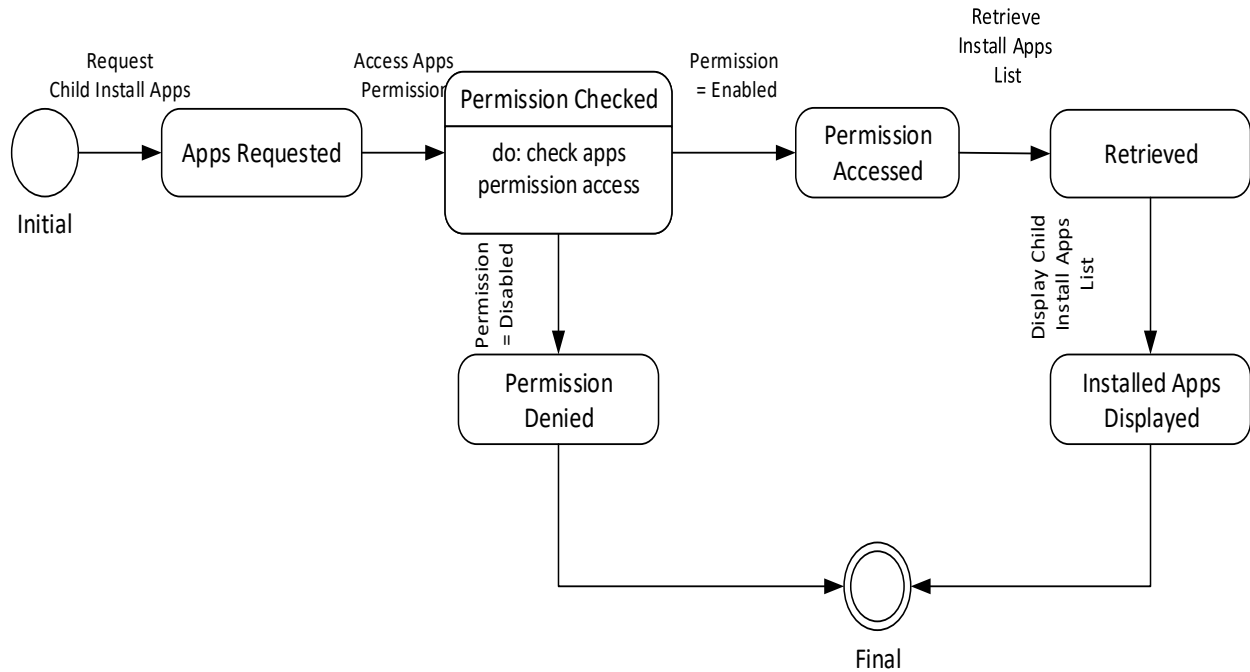 Request
Child Install Apps
Access Apps
Permission
Permission
= Enabled
Retrieve
Install Apps
List
Initial
Apps Requested
Permission Checked
do: check apps
permission access
Permission
Accessed
Retrieved
Permission
= Disabled
Display Child
Install Apps
List
Permission
Denied
Installed Apps
Displayed
Final